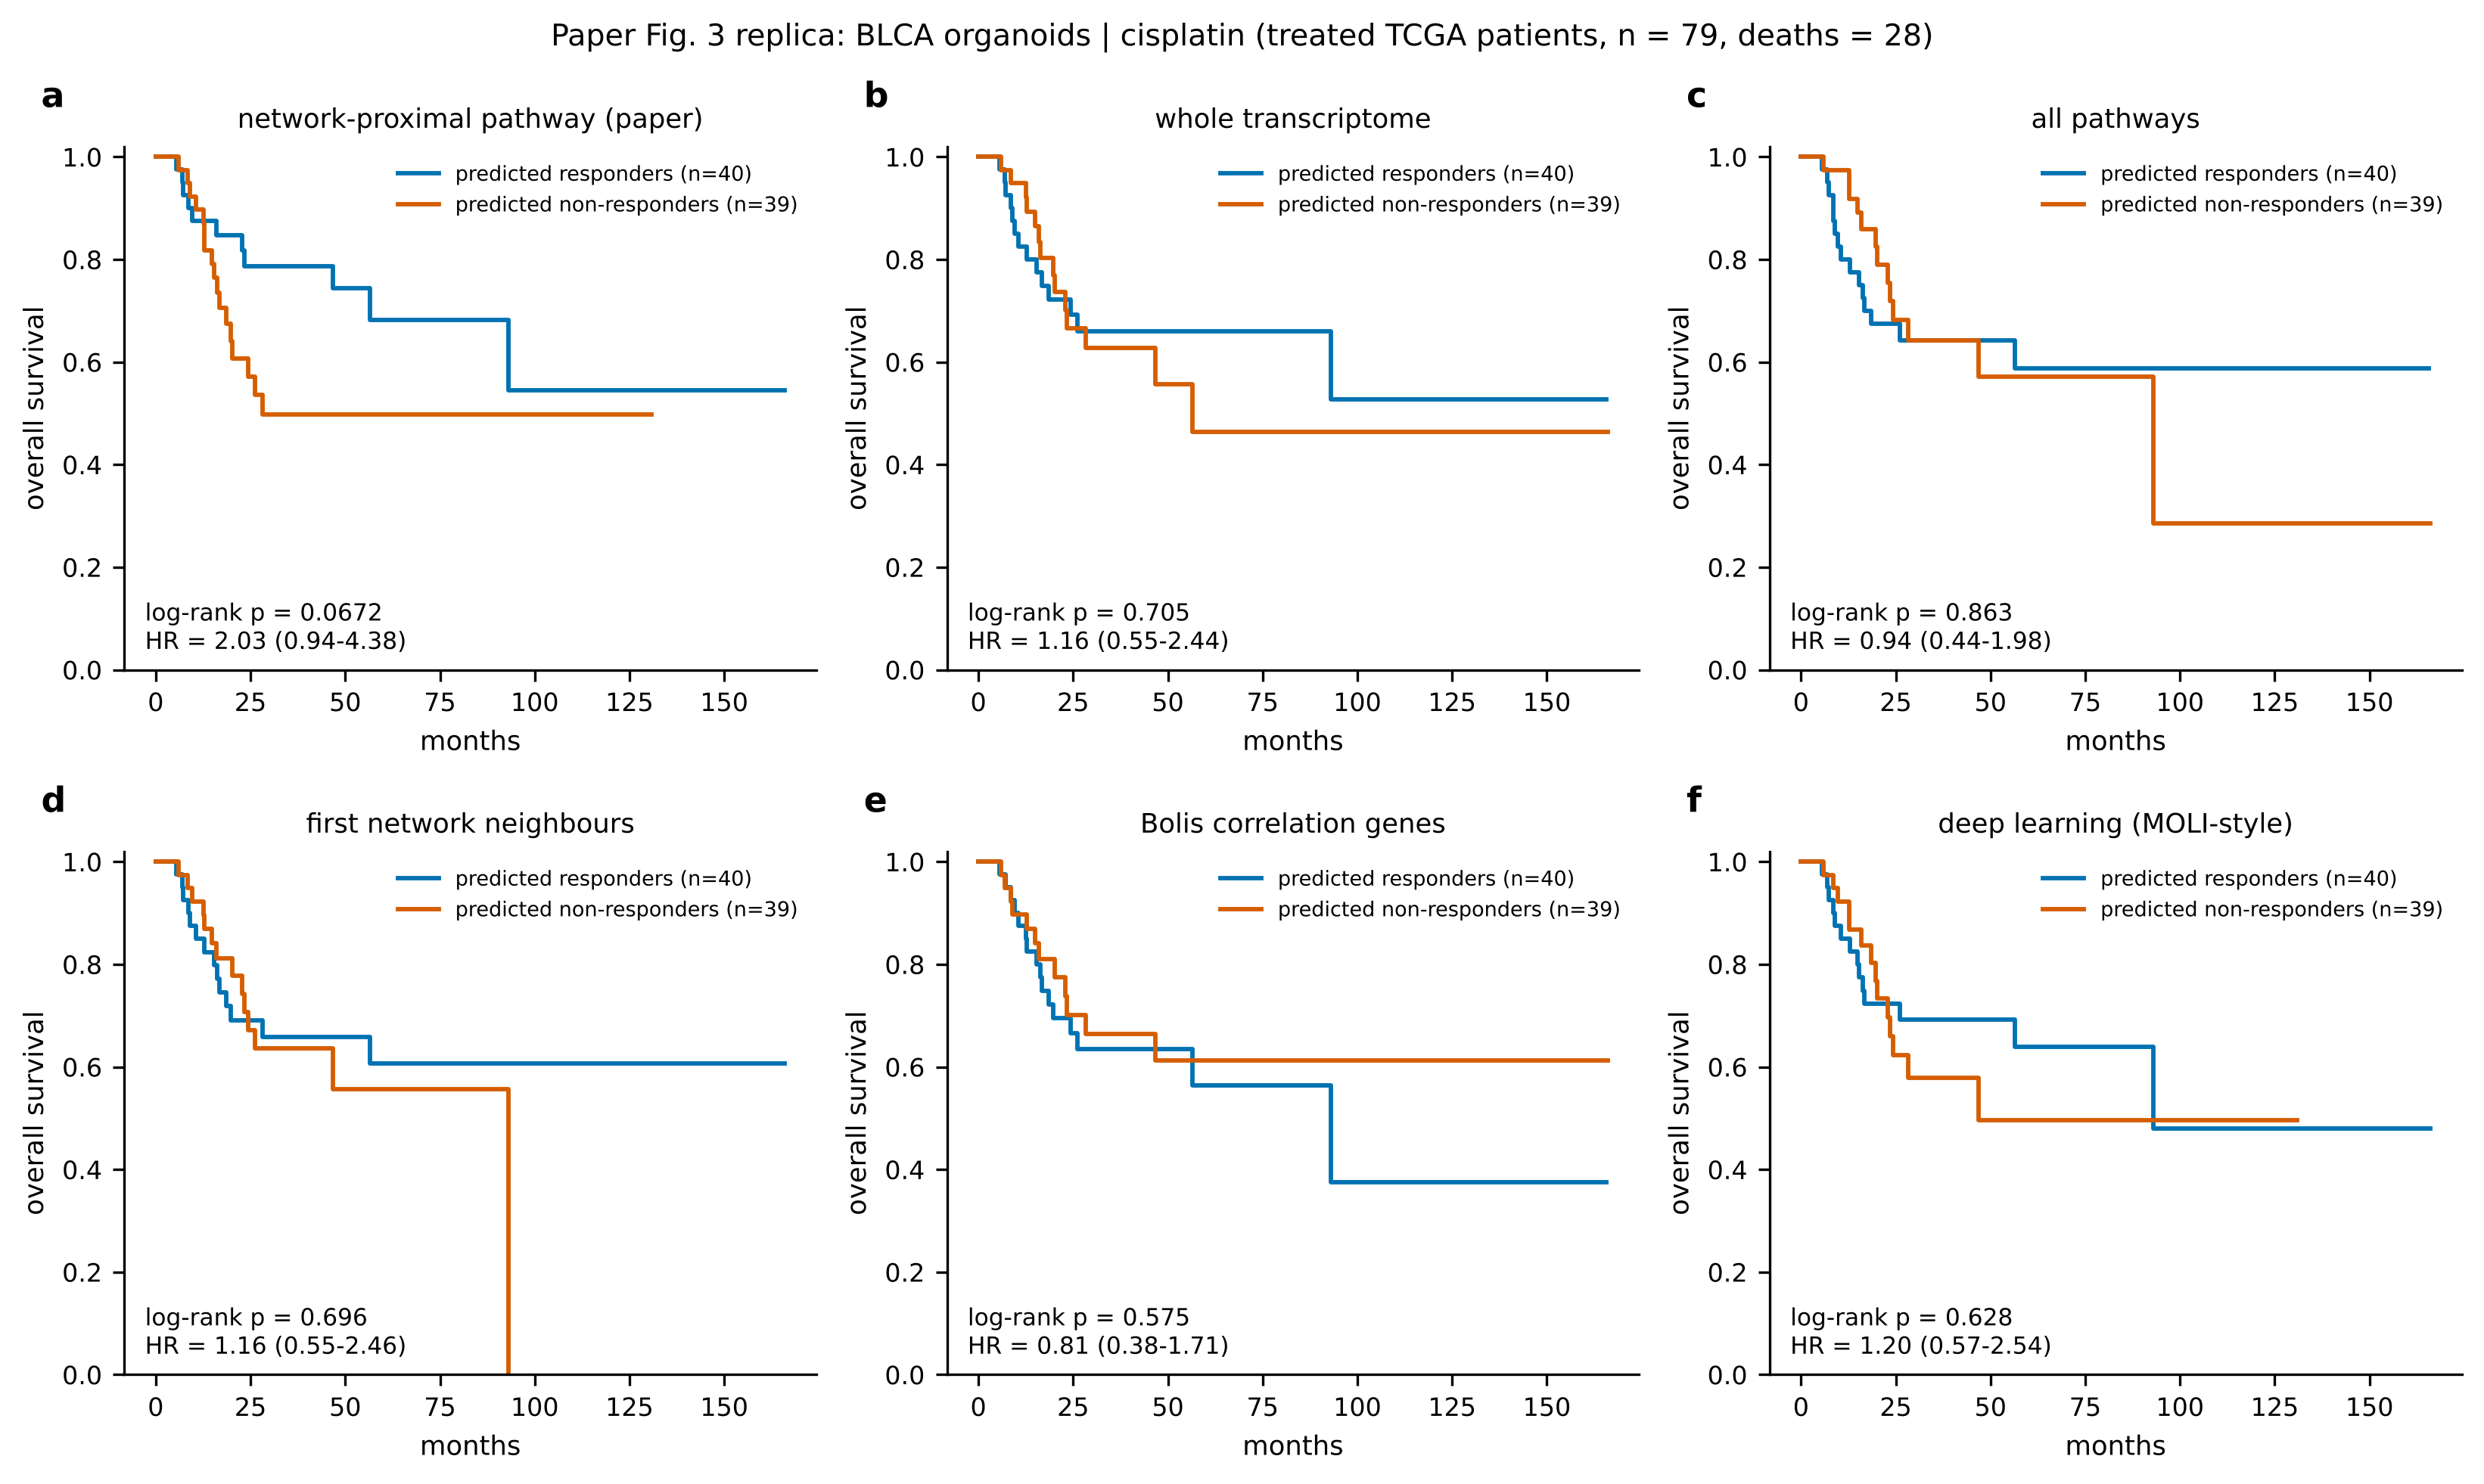 Paper Fig. 3 replica: BLCA organoids | cisplatin (treated TCGA patients, n = 79, deaths = 28)
a
network-proximal pathway (paper)
predicted responders (n=40)
predicted non-responders (n=39)
overall survival
1.0
0.8
0.6
0.4
0.2
0.0
log-rank p = 0.0672
HR = 2.03 (0.94-4.38)
0 25 50 75 100 125 150
months
b
whole transcriptome
predicted responders (n=40)
predicted non-responders (n=39)
overall survival
1.0
0.8
0.6
0.4
0.2
0.0
log-rank p = 0.705
HR = 1.16 (0.55-2.44)
0 25 50 75 100 125 150
months
c
all pathways
predicted responders (n=40)
predicted non-responders (n=39)
overall survival
1.0
0.8
0.6
0.4
0.2
0.0
log-rank p = 0.863
HR = 0.94 (0.44-1.98)
0 25 50 75 100 125 150
months
d
first network neighbours
predicted responders (n=40)
predicted non-responders (n=39)
overall survival
1.0
0.8
0.6
0.4
0.2
0.0
log-rank p = 0.696
HR = 1.16 (0.55-2.46)
0 25 50 75 100 125 150
months
e
Bolis correlation genes
predicted responders (n=40)
predicted non-responders (n=39)
overall survival
1.0
0.8
0.6
0.4
0.2
0.0
log-rank p = 0.575
HR = 0.81 (0.38-1.71)
0 25 50 75 100 125 150
months
f
deep learning (MOLI-style)
predicted responders (n=40)
predicted non-responders (n=39)
overall survival
1.0
0.8
0.6
0.4
0.2
0.0
log-rank p = 0.628
HR = 1.20 (0.57-2.54)
0 25 50 75 100 125 150
months